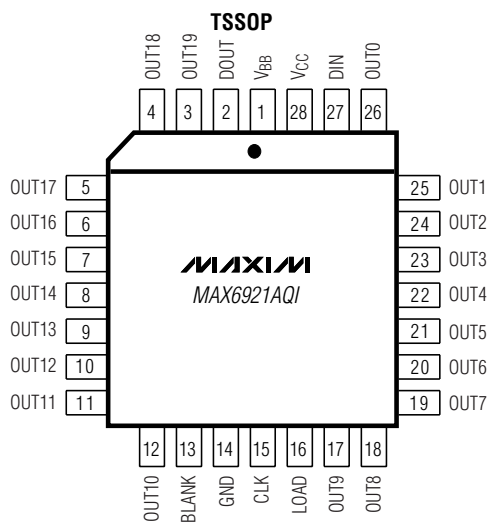 TSSOP
OUT18 OUT19 DOUT VBB VCC DIN OUT0
4 3 2 1 28 27 26
OUT17 5 25 OUT1
OUT16 6 24 OUT2
OUT15 7 23 OUT3
OUT14 8 22 OUT4
OUT13 9 21 OUT5
OUT12 10 20 OUT6
OUT11 11 19 OUT7
MAXIM
MAX6921AQI
12 13 14 15 16 17 18
OUT10 BLANK GND CLK LOAD OUT9 OUT8